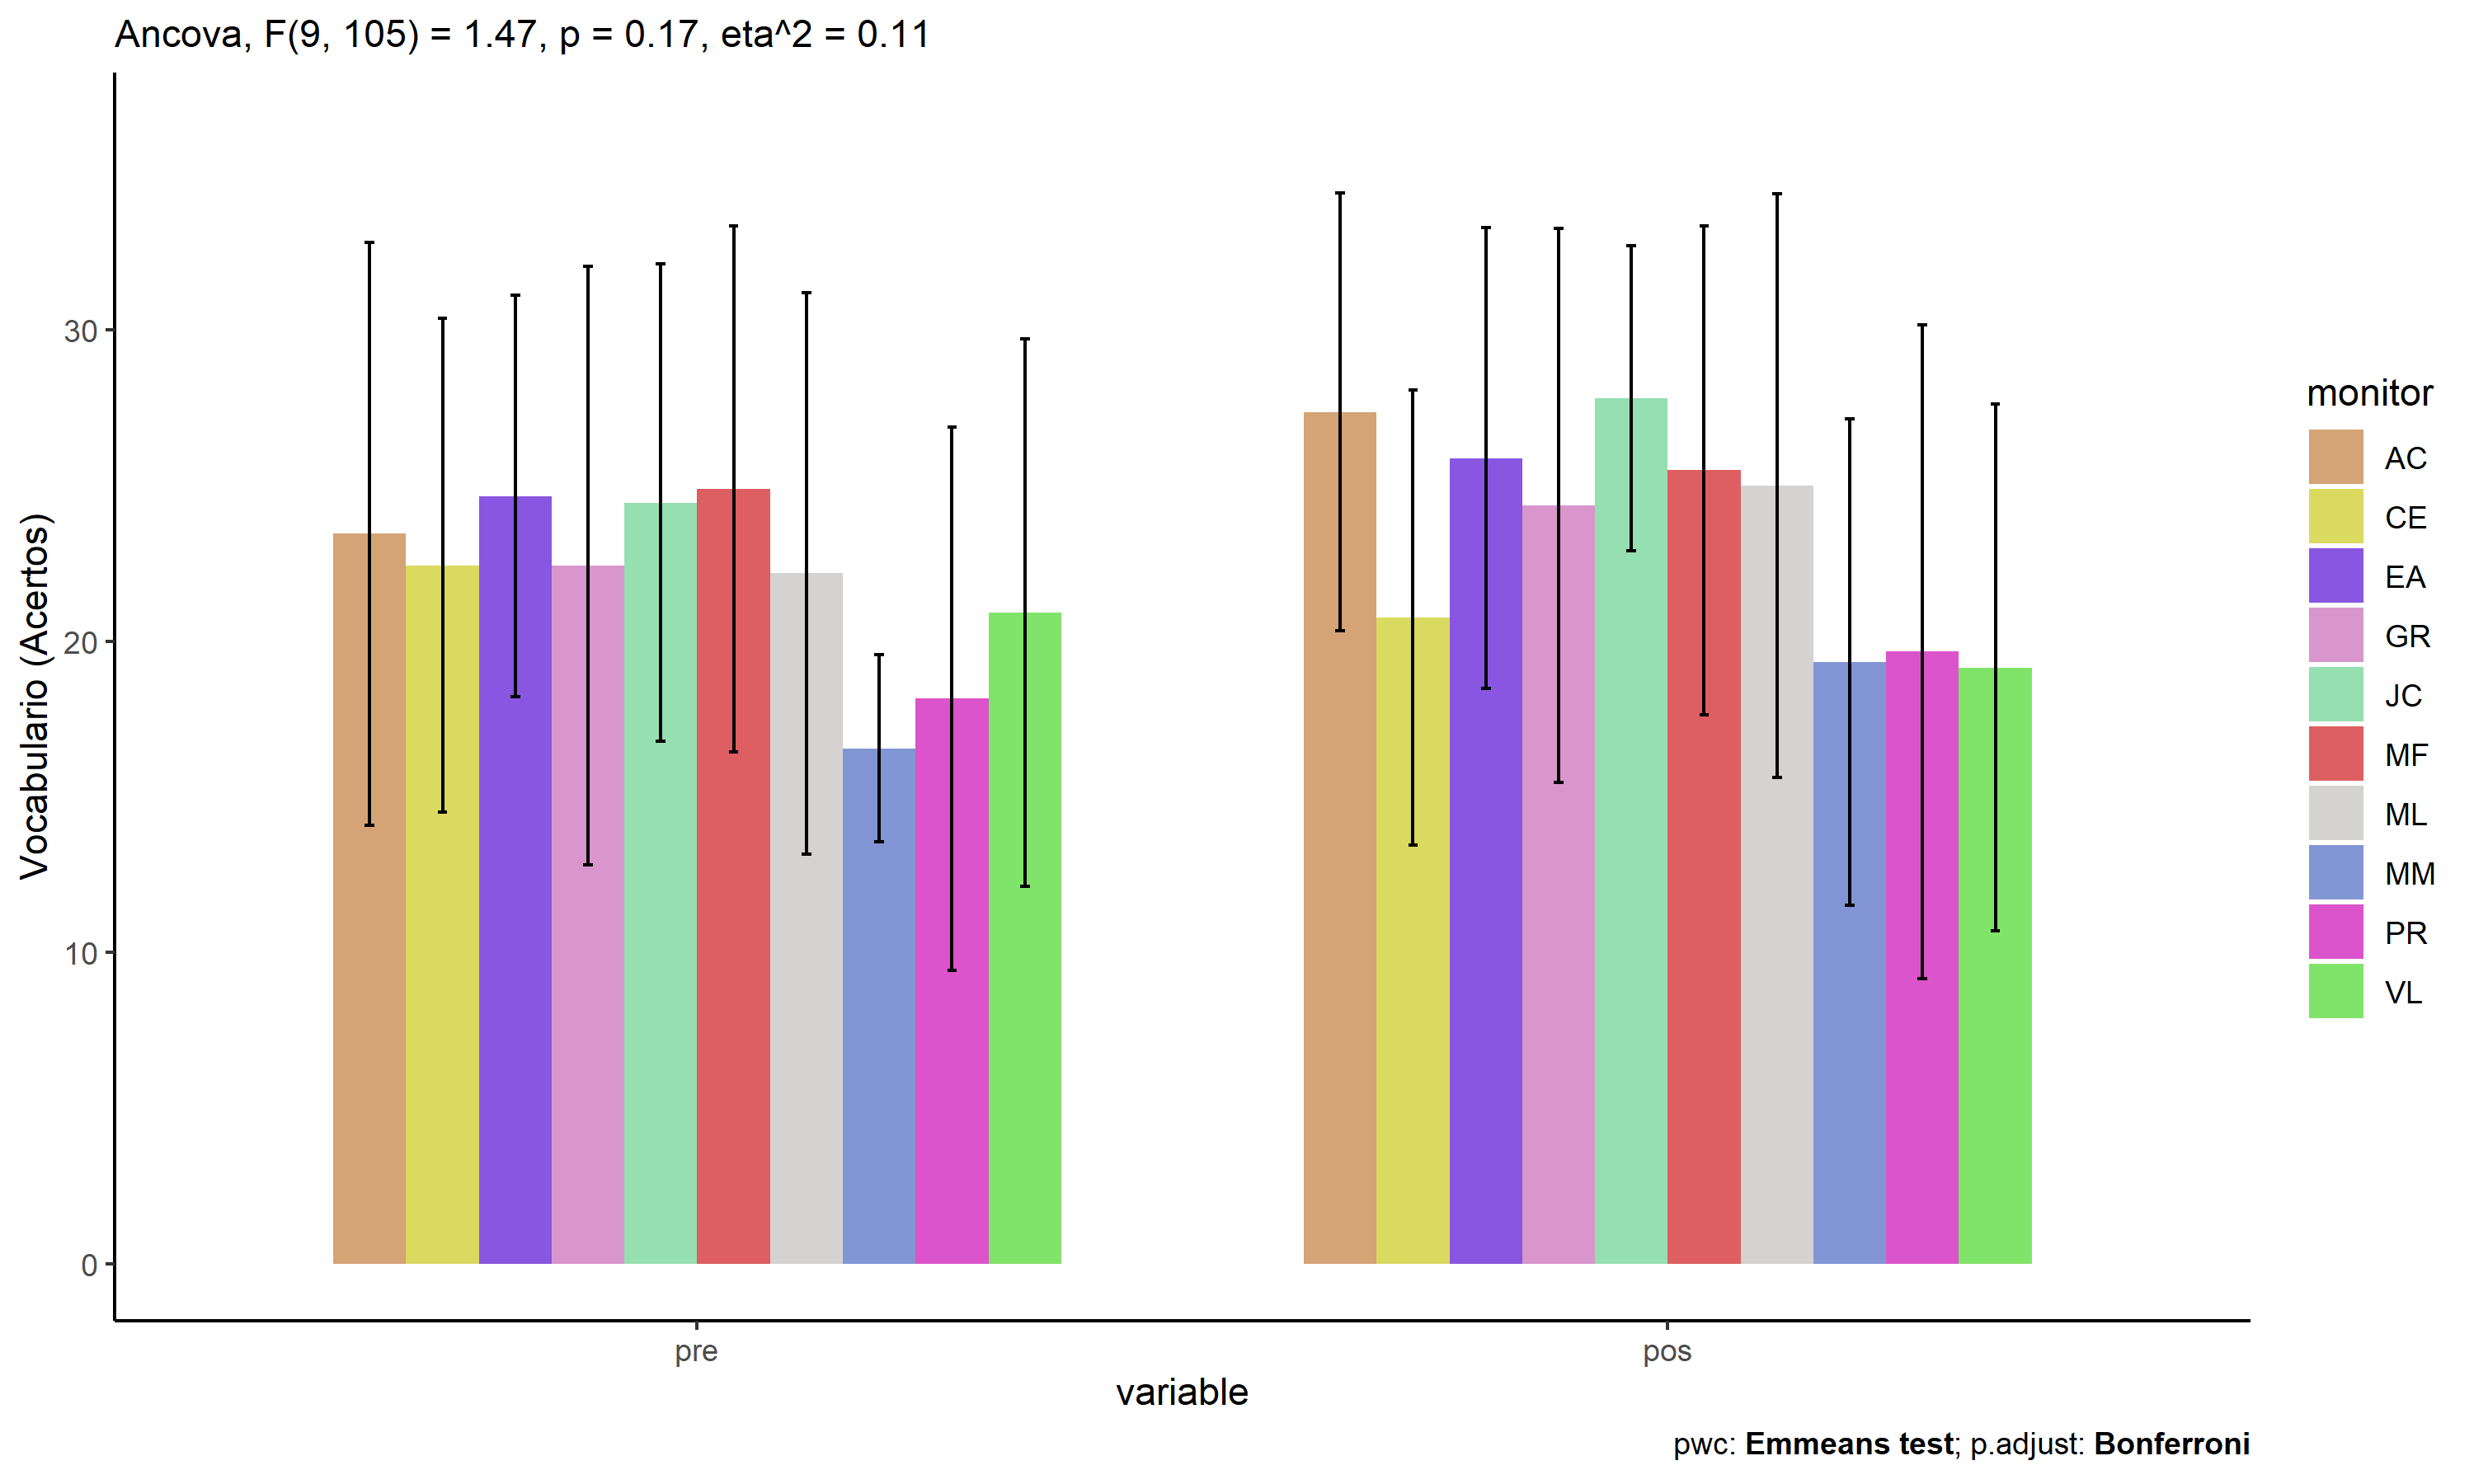 Ancova, F(9, 105) = 1.47, p = 0.17, eta^2 = 0.11
Vocabulario (Acertos)
30
20
10
0
pre
pos
variable
monitor
AC
CE
EA
GR
JC
MF
ML
MM
PR
VL
pwc: Emmeans test; p.adjust: Bonferroni